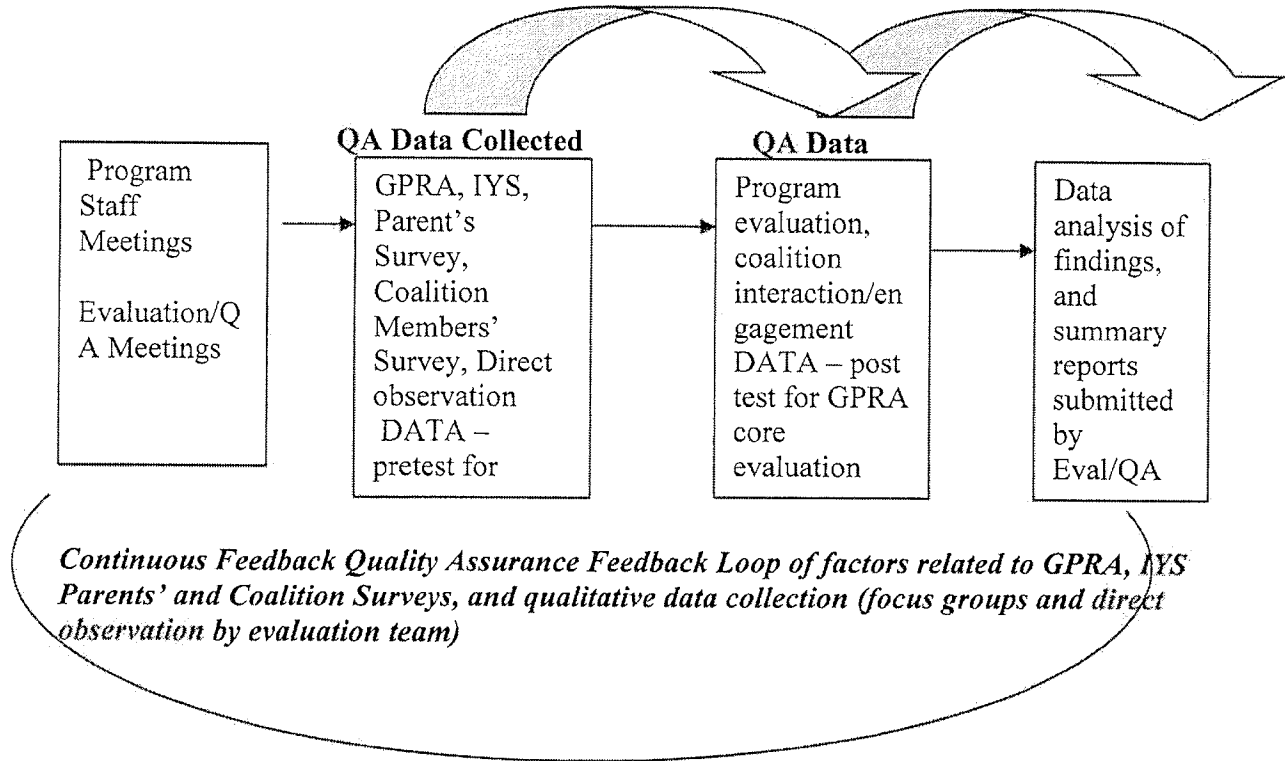 QA Data Collected
QA Data
Program
Staff
Meetings
Evaluation/Q
A Meetings
GPRA, IYS,
Parent's
Survey,
Coalition
Members'
Survey, Direct
observation
DATA –
pretest for
Program
evaluation,
coalition
interaction/en
gagement
DATA – post
test for GPRA
core
evaluation
Data
analysis of
findings,
and
summary
reports
submitted
by
Eval/QA
Continuous Feedback Quality Assurance Feedback Loop of factors related to GPRA, IYS
Parents' and Coalition Surveys, and qualitative data collection (focus groups and direct
observation by evaluation team)